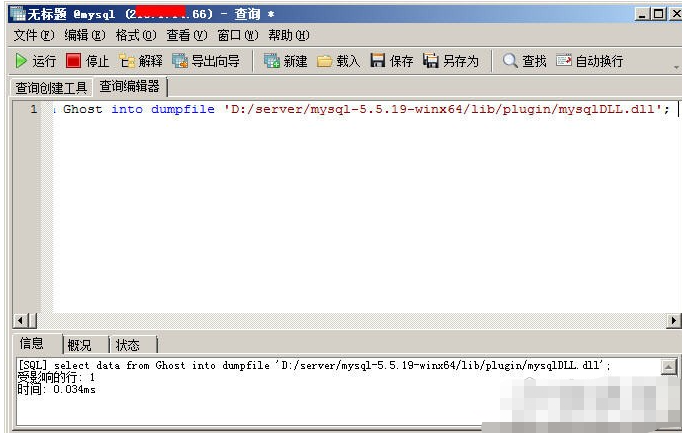 无标题 @mysql (2 .66) - 查询 *
文件(F) 编辑(E) 格式(O) 查看(V) 窗口(W) 帮助(H)
运行 停止 解释 导出向导 新建 载入 保存 另存为 查找 自动换行
查询创建工具 查询编辑器
1 Ghost into dumpfile 'D:/server/mysql-5.5.19-winx64/lib/plugin/mysqlDLL.dll';
信息 概况 状态
[SQL] select data from Ghost into dumpfile 'D:/server/mysql-5.5.19-winx64/lib/plugin/mysqlDLL.dll';
受影响的行: 1
时间: 0.034ms